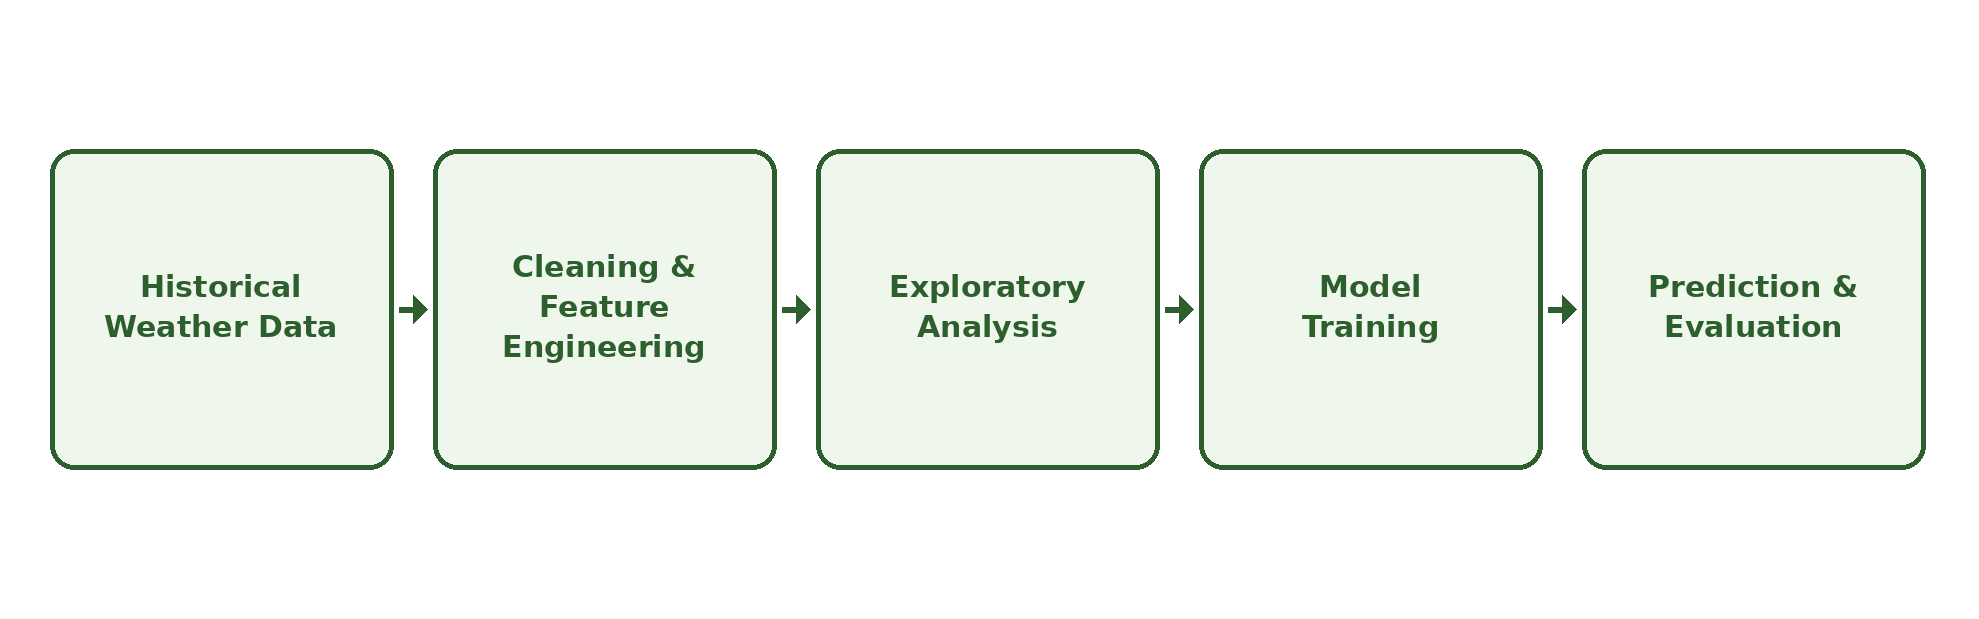 Historical
Weather Data
Cleaning &
Feature
Engineering
Exploratory
Analysis
Model
Training
Prediction &
Evaluation